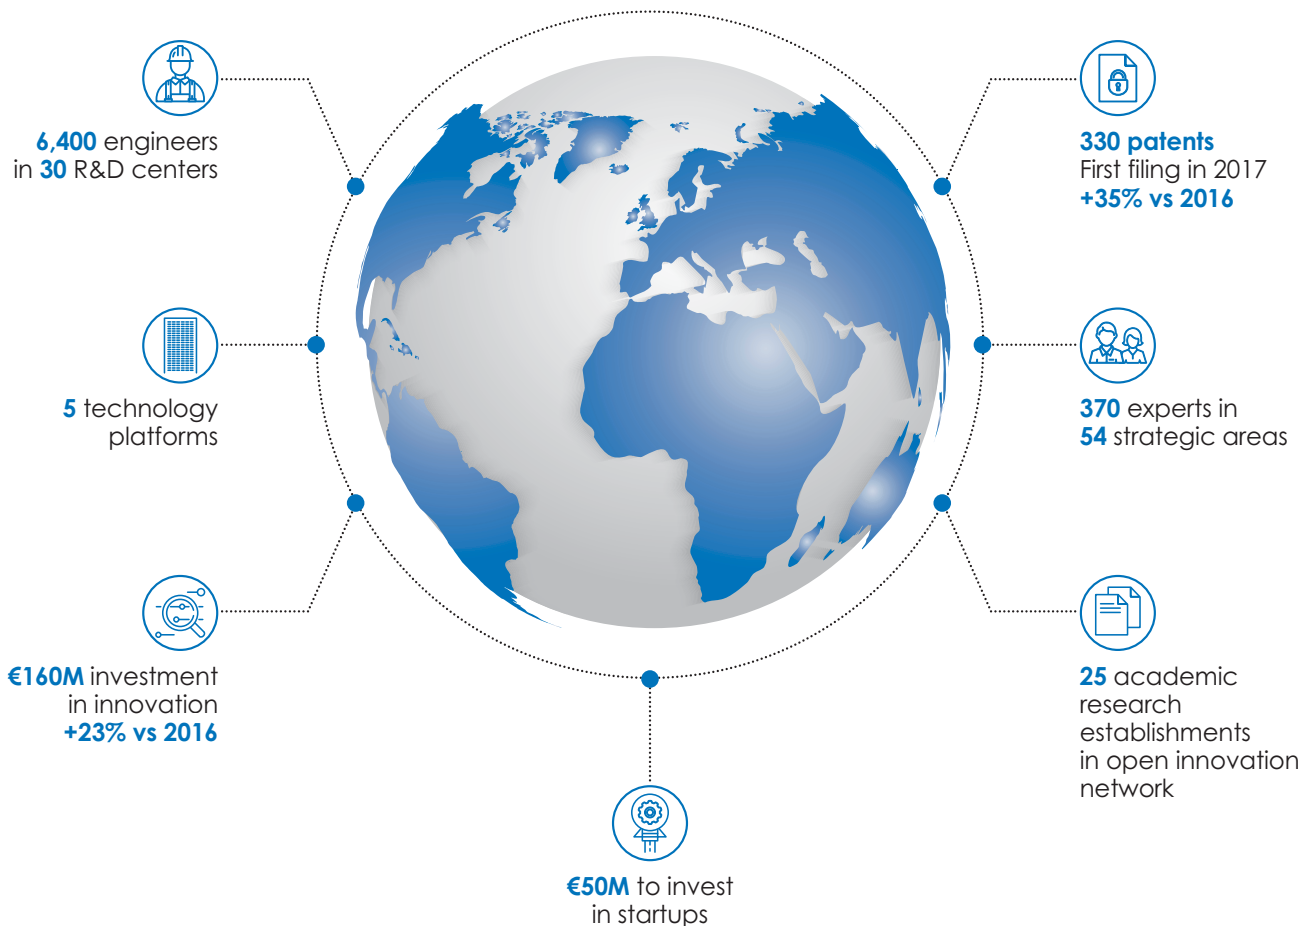 6,400 engineers
in 30 R&D centers
5 technology
platforms
€160M investment
in innovation
+23% vs 2016
€50M to invest
in startups
330 patents
First filing in 2017
+35% vs 2016
370 experts in
54 strategic areas
25 academic
research
establishments
in open innovation
network